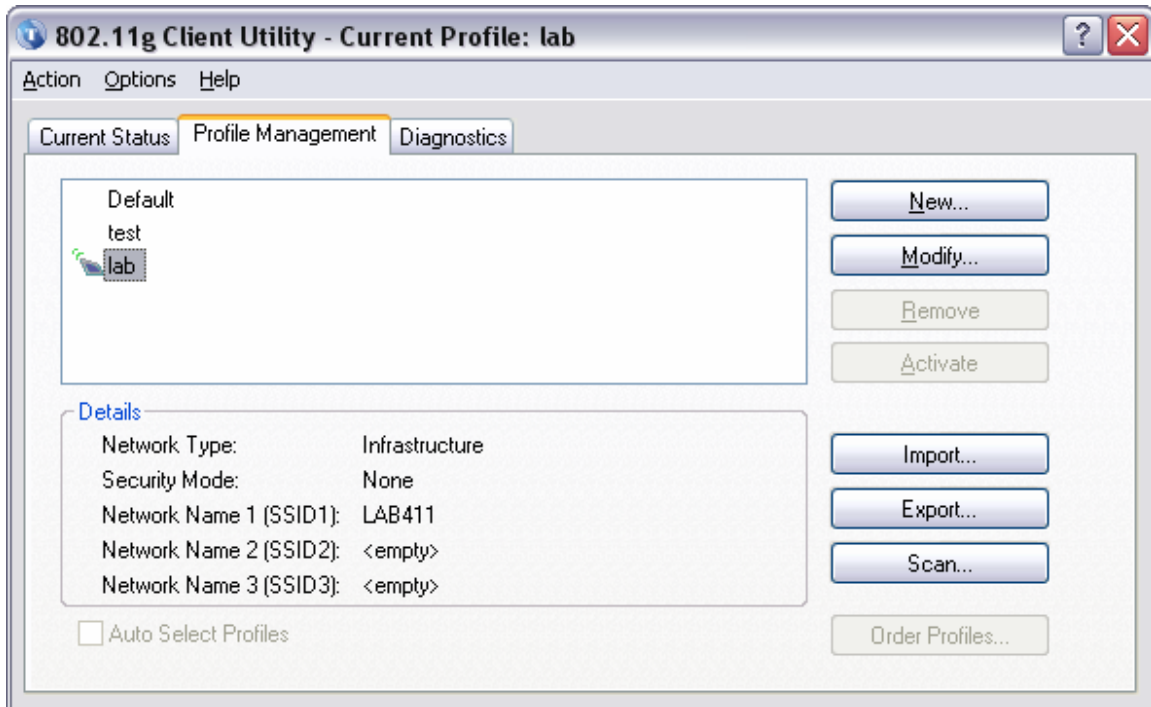 802.11g Client Utility - Current Profile: lab
?
Action Options Help
Current Status Profile Management Diagnostics
Default
test
lab
New...
Modify...
Remove
Activate
Details
Network Type: Infrastructure
Security Mode: None
Network Name 1 (SSID1): LAB411
Network Name 2 (SSID2): <empty>
Network Name 3 (SSID3): <empty>
Import...
Export...
Scan...
Auto Select Profiles
Order Profiles...